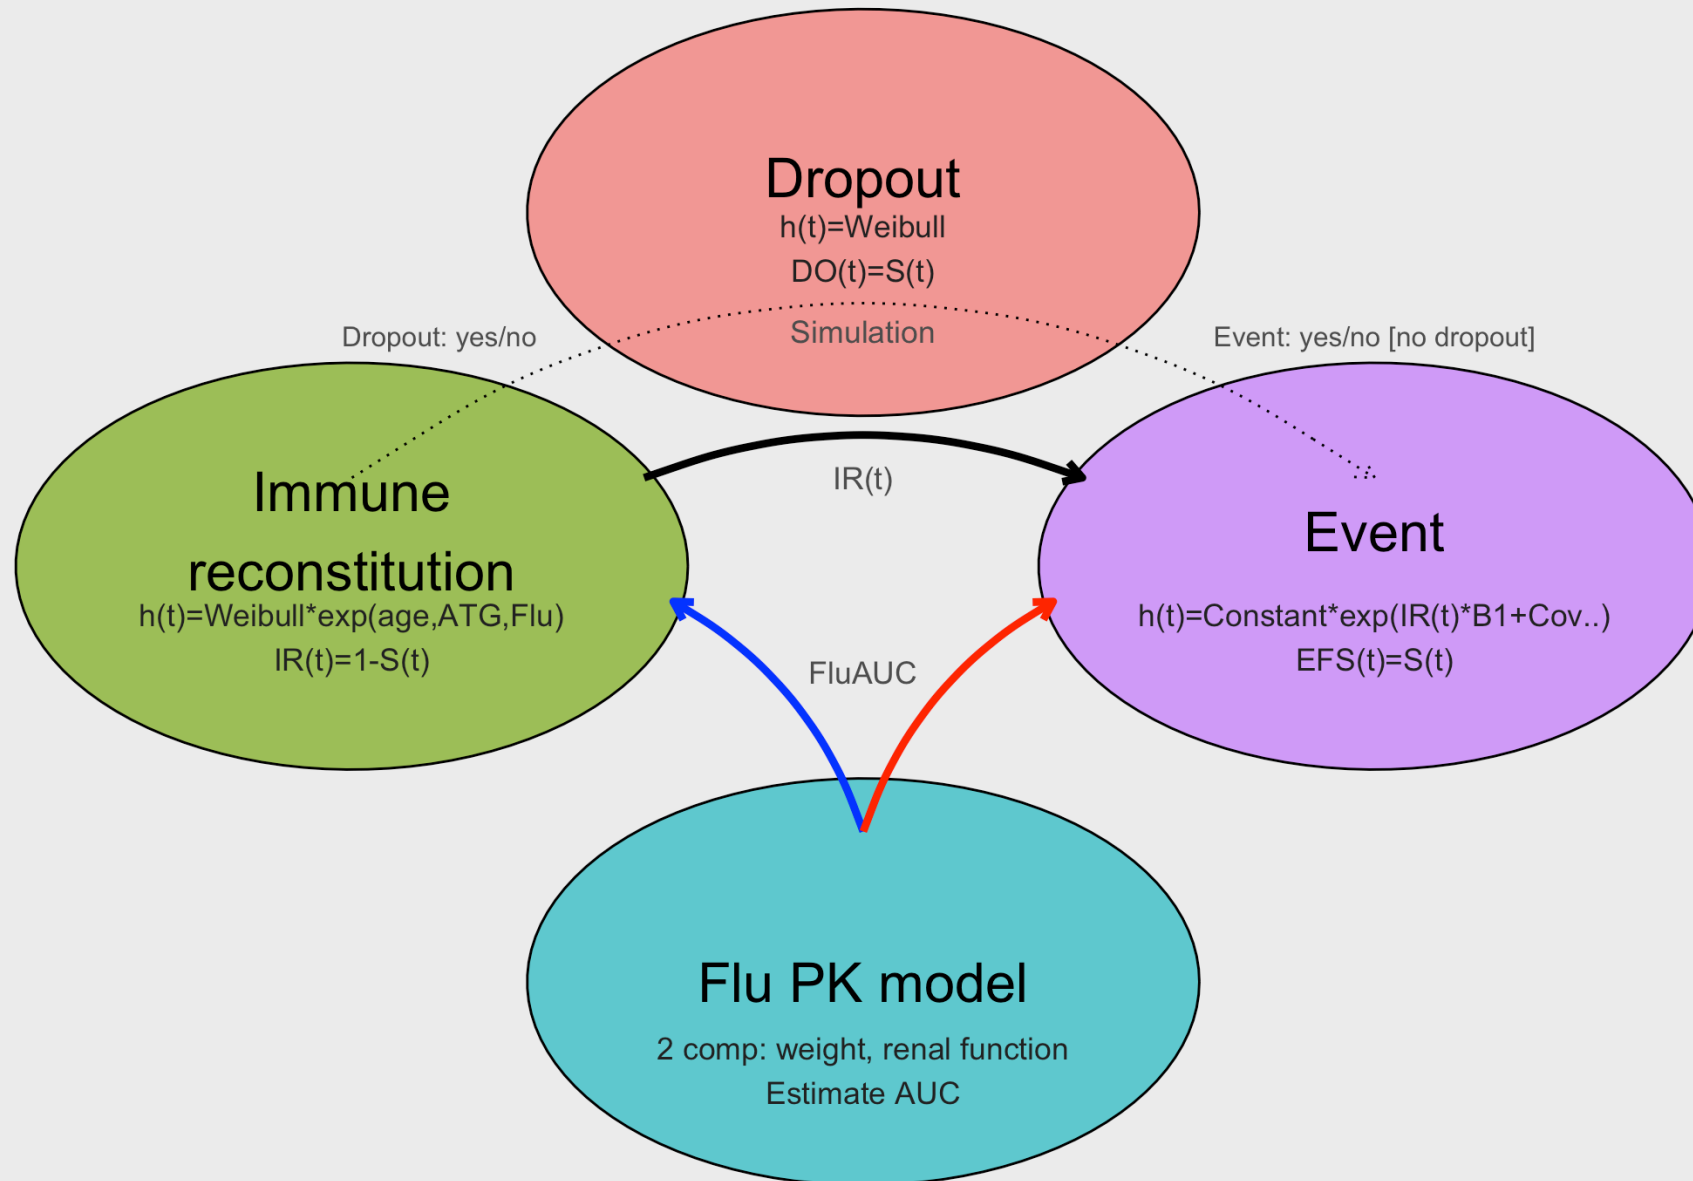 Dropout
h(t)=Weibull
DO(t)=S(t)
Simulation
Dropout: yes/no
Event: yes/no [no dropout]
IR(t)
Immune
reconstitution
h(t)=Weibull*exp(age,ATG,Flu)
IR(t)=1-S(t)
Event
h(t)=Constant*exp(IR(t)*B1+Cov..)
EFS(t)=S(t)
FluAUC
Flu PK model
2 comp: weight, renal function
Estimate AUC